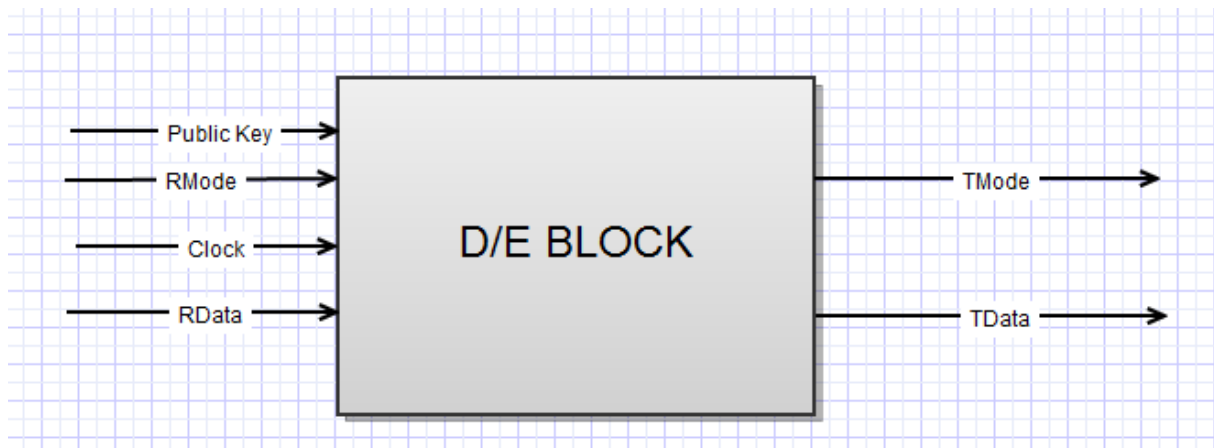 Public Key
RMode
Clock
RData
D/E BLOCK
TMode
TData